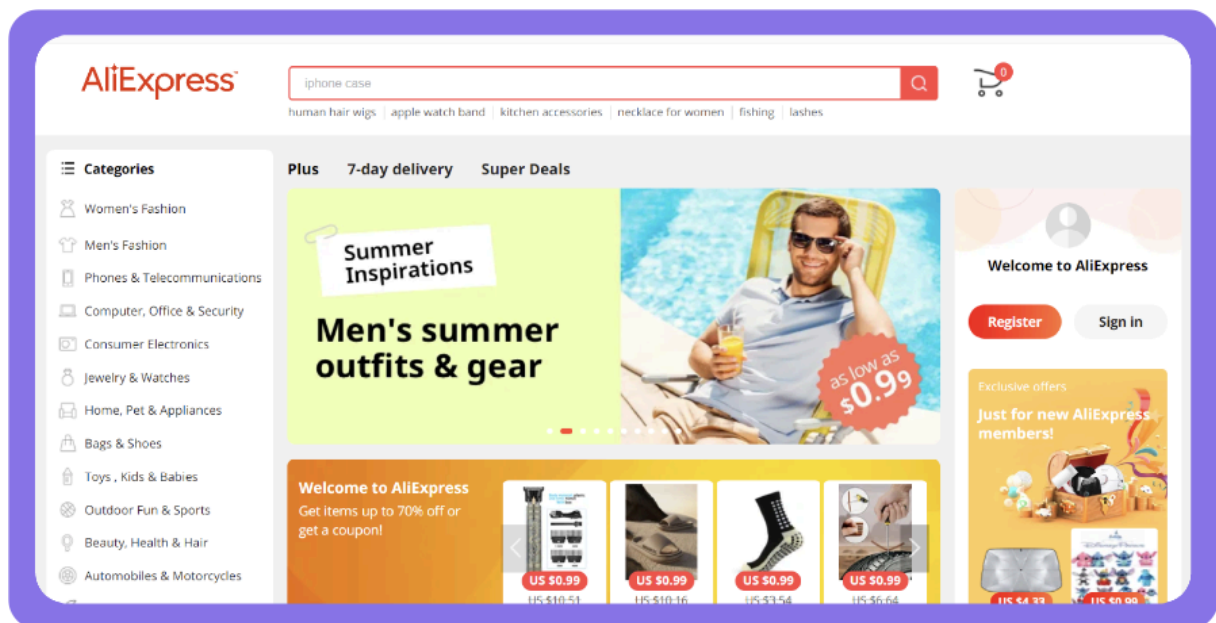 AliExpress
iphone case
0
human hair wigs | apple watch band | kitchen accessories | necklace for women | fishing | lashes
Categories
Women's Fashion
Men's Fashion
Phones & Telecommunications
Computer, Office & Security
Consumer Electronics
Jewelry & Watches
Home, Pet & Appliances
Bags & Shoes
Toys , Kids & Babies
Outdoor Fun & Sports
Beauty, Health & Hair
Automobiles & Motorcycles
Plus 7-day delivery Super Deals
Summer
Inspirations
Men's summer
outfits & gear
as low as
$0.99
Welcome to AliExpress
Get items up to 70% off or
get a coupon!
US $0.99 US $0.99 US $0.99 US $0.99
US $10.51 US $10.16 US $3.54 US $6.64
Welcome to AliExpress
Register Sign in
Exclusive offers
Just for new AliExpress
members!
US $4.33 US $0.99